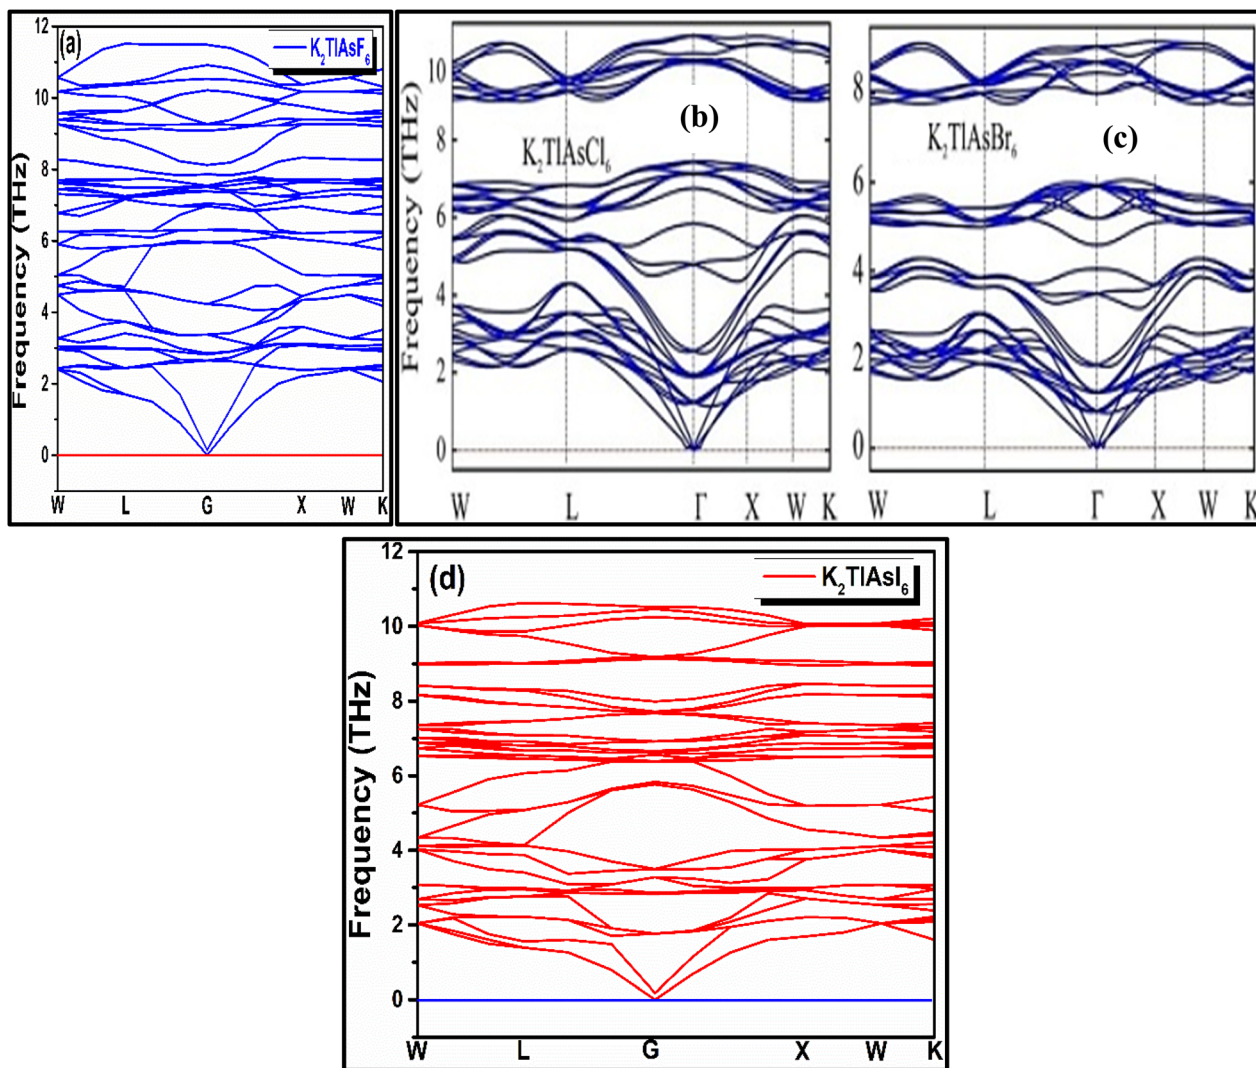 (a)
K2TlAsF6
Frequency (THz)
12
10
8
6
4
2
0
W L G X W K
(b)
K2TlAsCl6
Frequency (THz)
10
8
6
4
2
0
W L Γ X W K
(c)
K2TlAsBr6
8
6
4
2
0
W L Γ X W K
(d)
K2TlAsI6
Frequency (THz)
12
10
8
6
4
2
0
W L G X W K